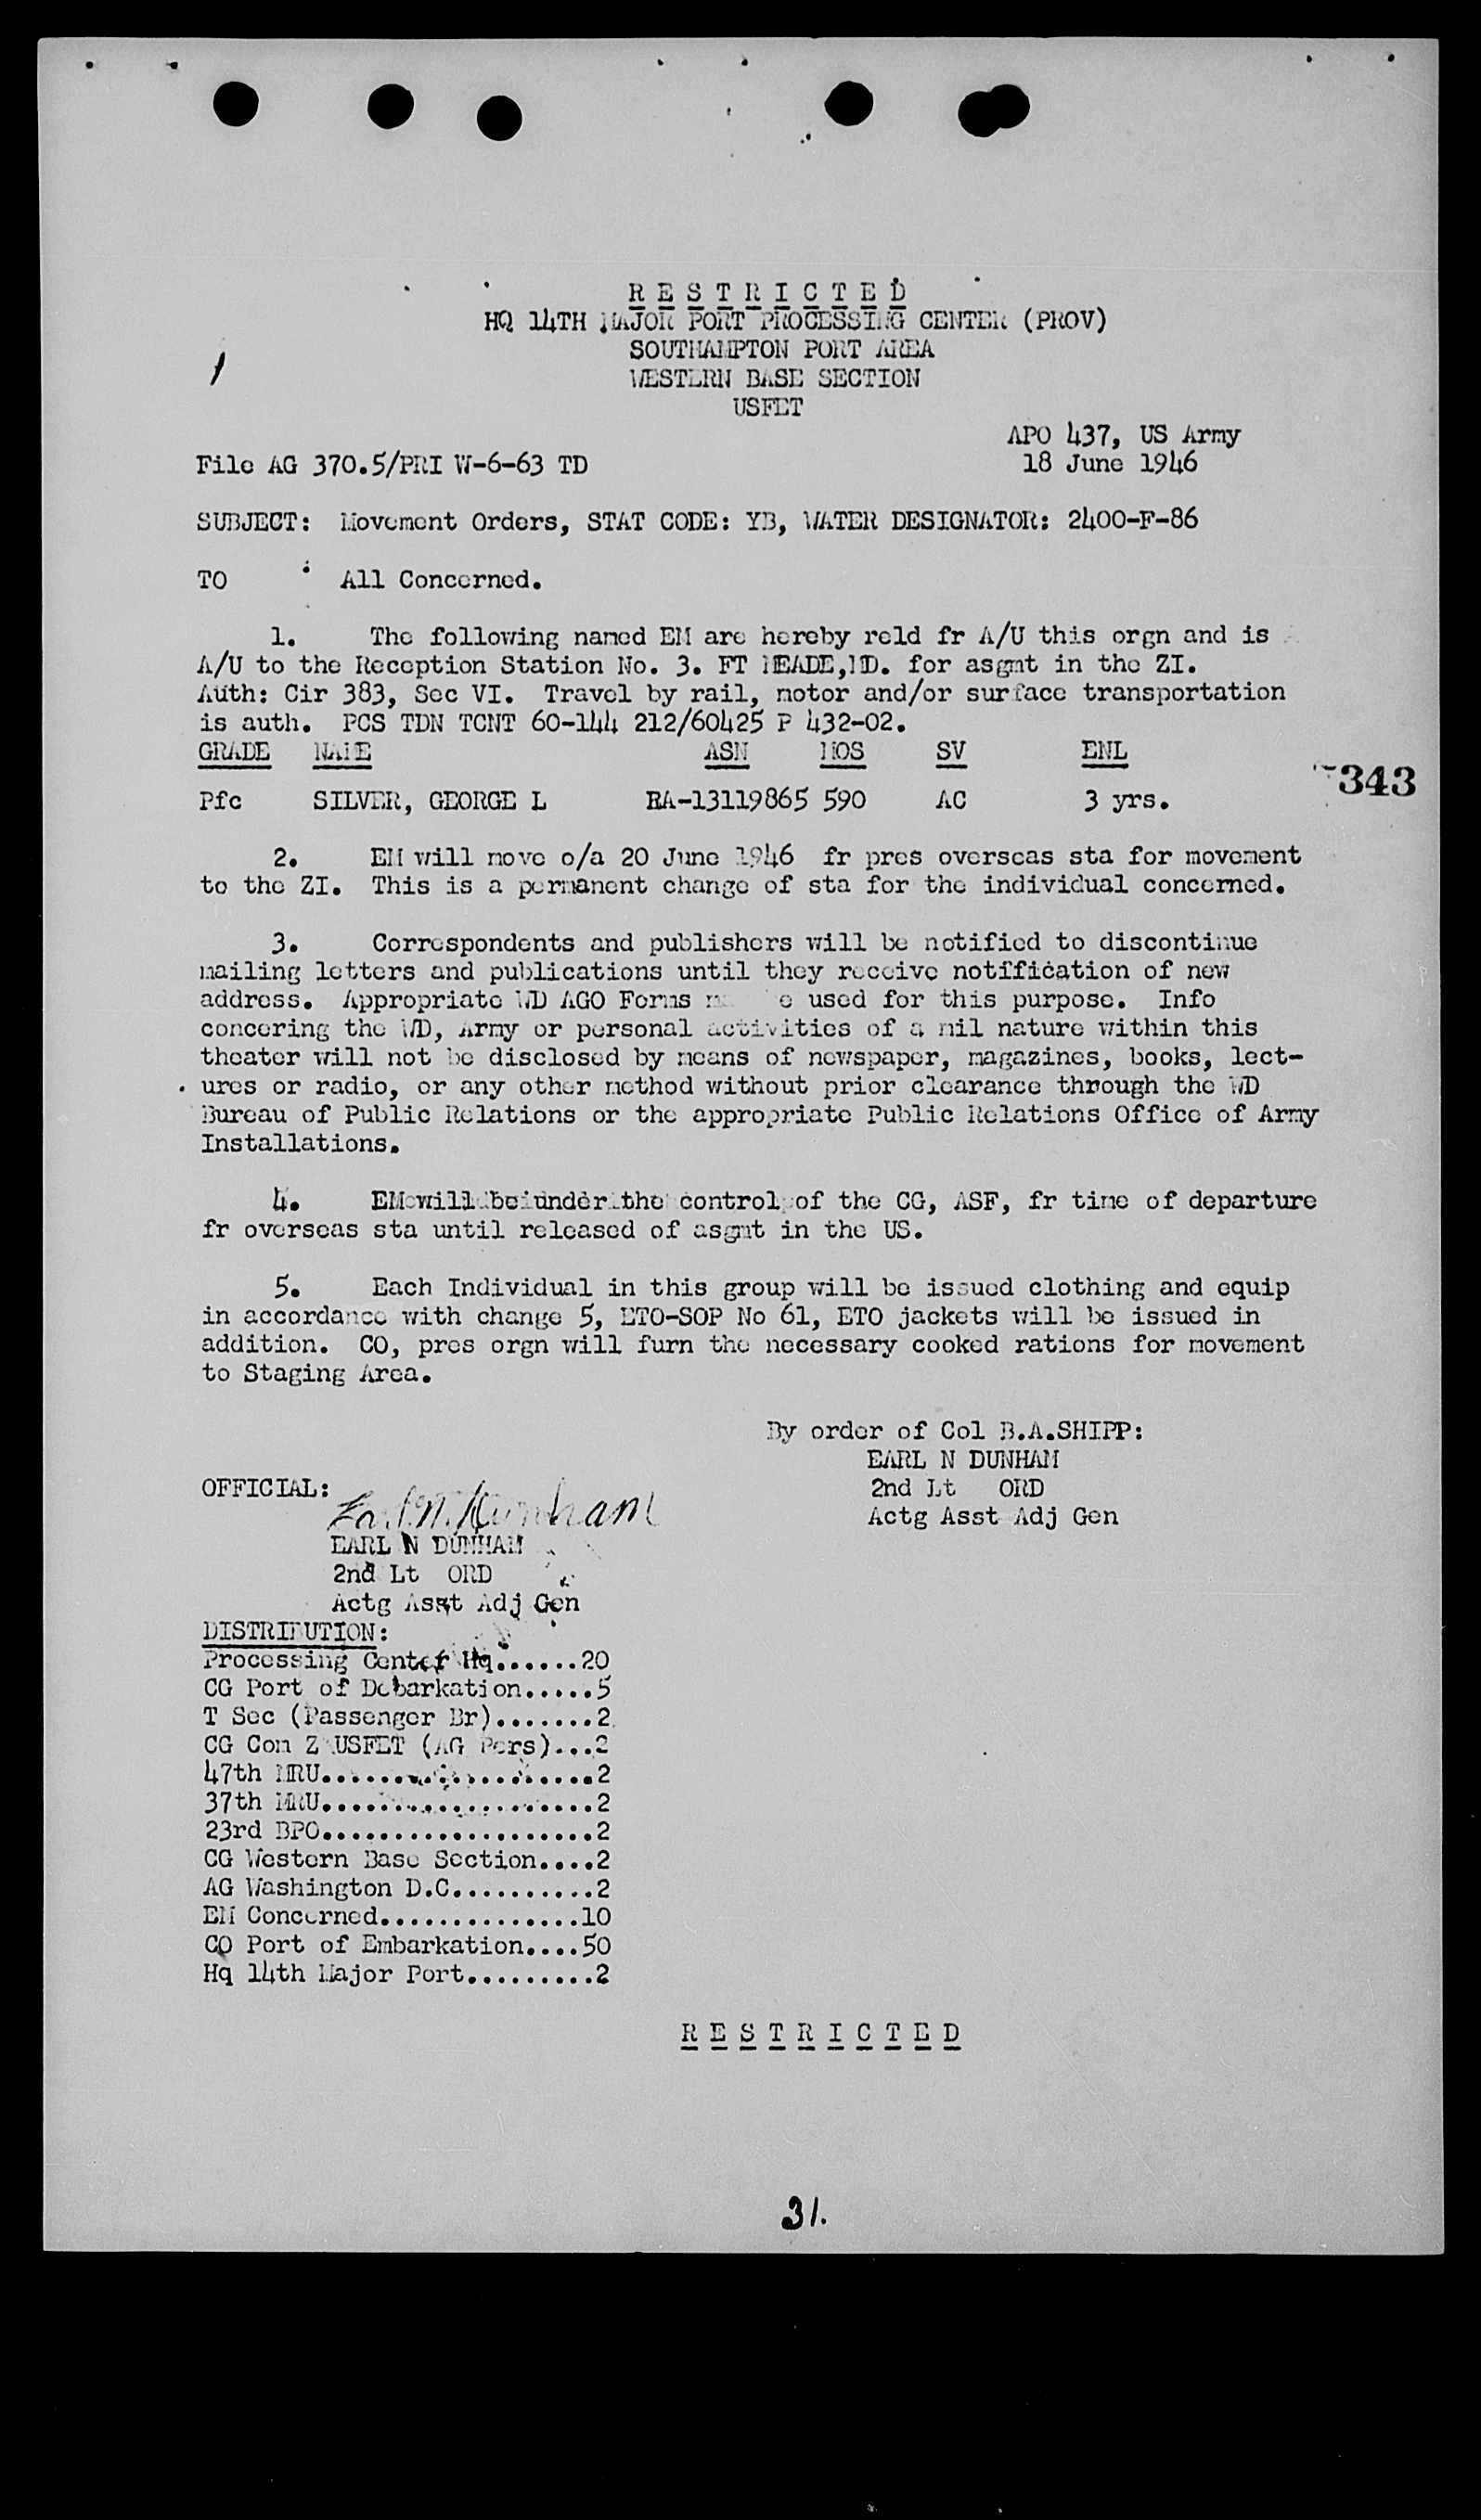 R E S T R I C T E D
HQ 14TH MAJOR PORT PROCESSING CENTER (PROV)
SOUTHAMPTON PORT AREA
WESTERN BASE SECTION
USFET
APO 437, US Army
File AG 370.5/PRI W-6-63 TD
18 June 1946
SUBJECT: Movement Orders, STAT CODE: YB, WATER DESIGNATOR: 2400-F-86
TO : All Concerned.
1. The following named EM are hereby reld fr A/U this orgn and is
A/U to the Reception Station No. 3. FT MEADE,MD. for asgmt in the ZI.
Auth: Cir 383, Sec VI. Travel by rail, motor and/or surface transportation
is auth. PCS TDN TCNT 60-144 212/60425 P 432-02.
GRADE NAME ASN MOS SV ENL
343
Pfc SILVER, GEORGE L RA-13119865 590 AC 3 yrs.
2. EM will move o/a 20 June 1946 fr pres overseas sta for movement
to the ZI. This is a permanent change of sta for the individual concerned.
3. Correspondents and publishers will be notified to discontinue
mailing letters and publications until they receive notification of new
address. Appropriate WD AGO Forms used for this purpose. Info
concering the WD, Army or personal activities of a mil nature within this
theater will not be disclosed by means of newspaper, magazines, books, lect-
ures or radio, or any other method without prior clearance through the WD
Bureau of Public Relations or the appropriate Public Relations Office of Army
Installations.
4. EM will be under the control of the CG, ASF, fr time of departure
fr overseas sta until released of asgmt in the US.
5. Each Individual in this group will be issued clothing and equip
in accordance with change 5, ETO-SOP No 61, ETO jackets will be issued in
addition. CO, pres orgn will furn the necessary cooked rations for movement
to Staging Area.
By order of Col B.A.SHIPP:
EARL N DUNHAM
OFFICIAL:
2nd Lt ORD
Earl N. Dunham
Actg Asst Adj Gen
EARL N DUNHAM
2nd Lt ORD
Actg Asst Adj Gen
DISTRIBUTION:
Processing Center Hq......20
CG Port of Debarkation.....5
T Sec (Passenger Br).......2
CG Com Z USFET (AG Pers)...2
47th MRU...................2
37th MRU...................2
23rd BPO...................2
CG Western Base Section....2
AG Washington D.C..........2
EM Concerned..............10
CO Port of Embarkation....50
Hq 14th Major Port.........2
R E S T R I C T E D
31.